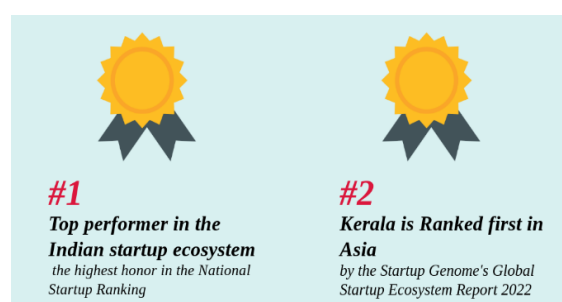 #1
Top performer in the
Indian startup ecosystem
the highest honor in the National
Startup Ranking
#2
Kerala is Ranked first in
Asia
by the Startup Genome's Global
Startup Ecosystem Report 2022